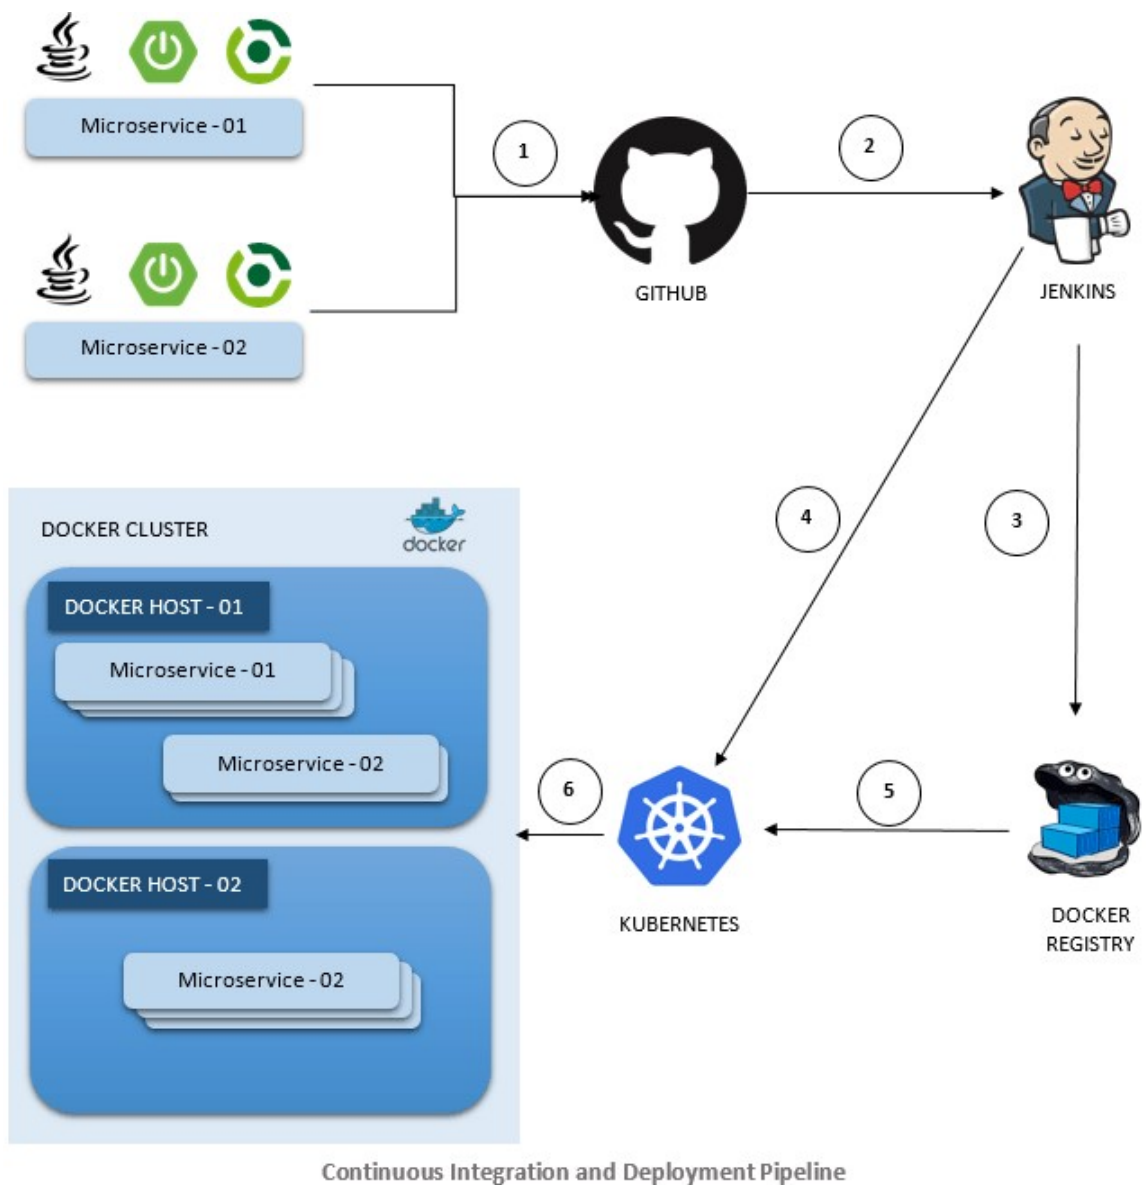 Microservice - 01
1
2
GITHUB
JENKINS
Microservice - 02
4
3
DOCKER CLUSTER
docker
DOCKER HOST - 01
Microservice - 01
Microservice - 02
6
5
DOCKER HOST - 02
KUBERNETES
DOCKER
REGISTRY
Microservice - 02
Continuous Integration and Deployment Pipeline